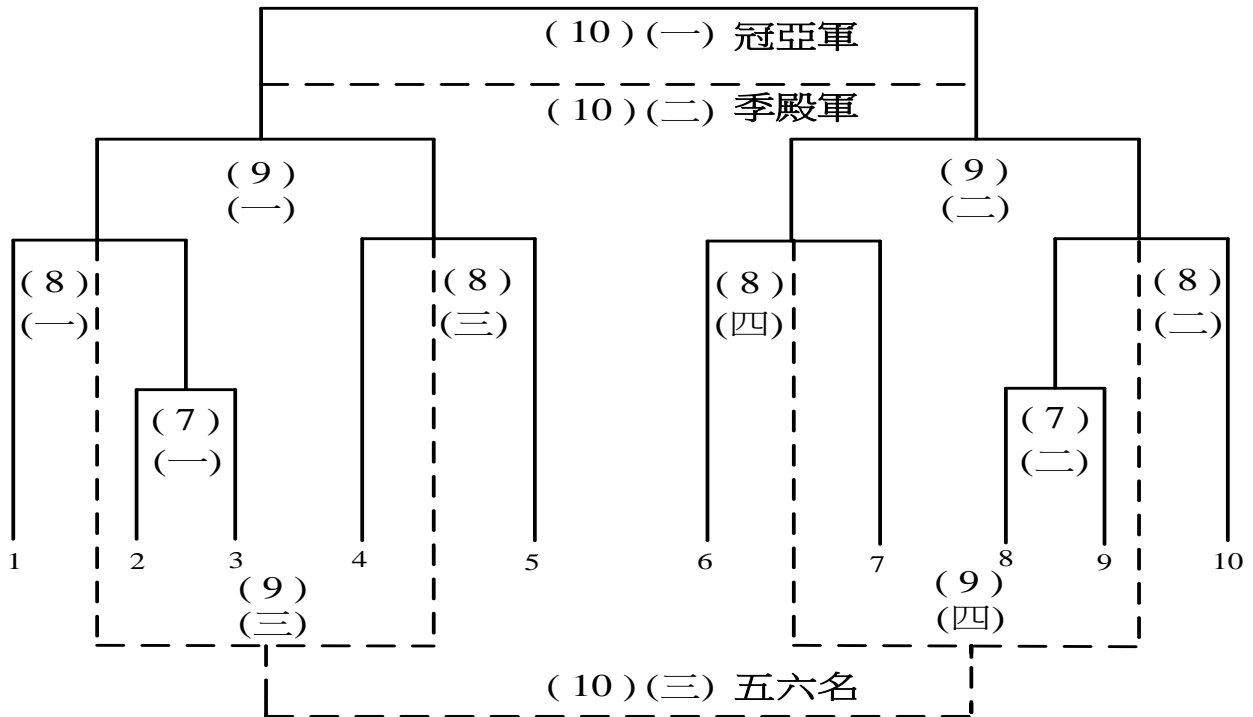 ( 10 ) (一) 冠亞軍
( 10 ) (二) 季殿軍
( 9 )
(一)
( 9 )
(二)
( 8 )
(一)
( 8 )
(三)
( 8 )
(四)
( 8 )
(二)
( 7 )
(一)
( 7 )
(二)
1 2 3 4 5 6 7 8 9 10
( 9 )
(三)
( 9 )
(四)
( 10 ) (三) 五六名